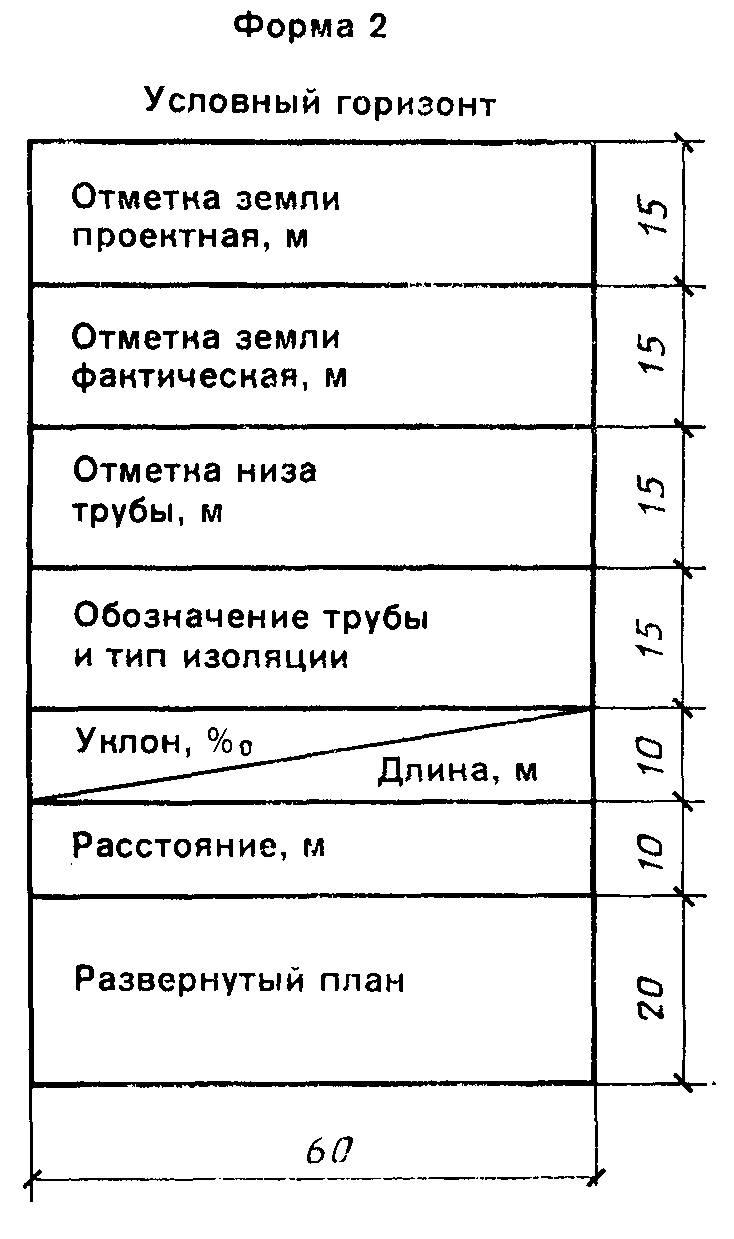 Форма 2
Условный горизонт
Отметка земли
проектная, м
15
Отметка земли
фактическая, м
15
Отметка низа
трубы, м
15
Обозначение трубы
и тип изоляции
15
Уклон, ‰
Длина, м
10
Расстояние, м
10
Развернутый план
20
60